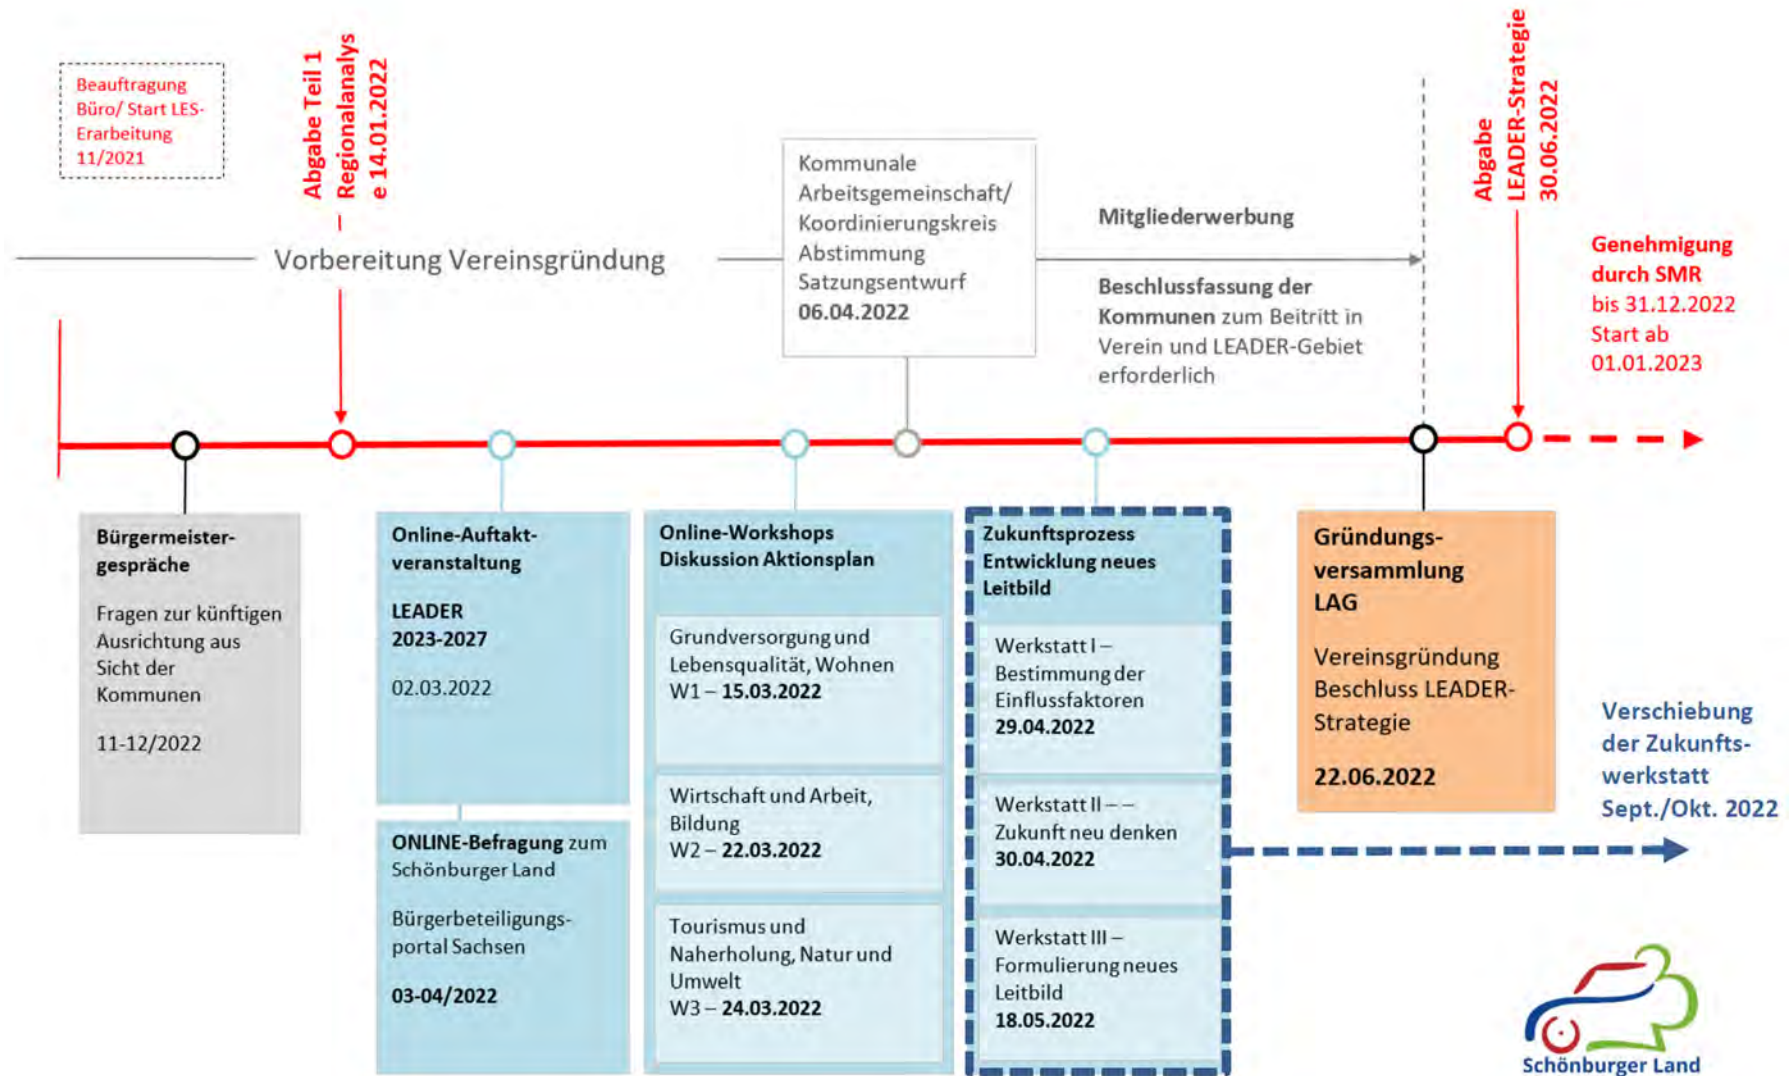 Beauftragung
Büro/ Start LES-
Erarbeitung
11/2021
Abgabe Teil 1
Regionalanalys
e 14.01.2022
Vorbereitung Vereinsgründung
Kommunale
Arbeitsgemeinschaft/
Koordinierungskreis
Abstimmung
Satzungsentwurf
06.04.2022
Mitgliederwerbung
Beschlussfassung der
Kommunen zum Beitritt in
Verein und LEADER-Gebiet
erforderlich
Abgabe
LEADER-Strategie
30.06.2022
Genehmigung
durch SMR
bis 31.12.2022
Start ab
01.01.2023
Bürgermeister-
gespräche
Fragen zur künftigen
Ausrichtung aus
Sicht der
Kommunen
11-12/2022
Online-Auftakt-
veranstaltung
LEADER
2023-2027
02.03.2022
ONLINE-Befragung zum
Schönburger Land
Bürgerbeteiligungs-
portal Sachsen
03-04/2022
Online-Workshops
Diskussion Aktionsplan
Grundversorgung und
Lebensqualität, Wohnen
W1 – 15.03.2022
Wirtschaft und Arbeit,
Bildung
W2 – 22.03.2022
Tourismus und
Naherholung, Natur und
Umwelt
W3 – 24.03.2022
Zukunftsprozess
Entwicklung neues
Leitbild
Werkstatt I –
Bestimmung der
Einflussfaktoren
29.04.2022
Werkstatt II – –
Zukunft neu denken
30.04.2022
Werkstatt III –
Formulierung neues
Leitbild
18.05.2022
Gründungs-
versammlung
LAG
Vereinsgründung
Beschluss LEADER-
Strategie
22.06.2022
Verschiebung
der Zukunfts-
werkstatt
Sept./Okt. 2022
Schönburger Land